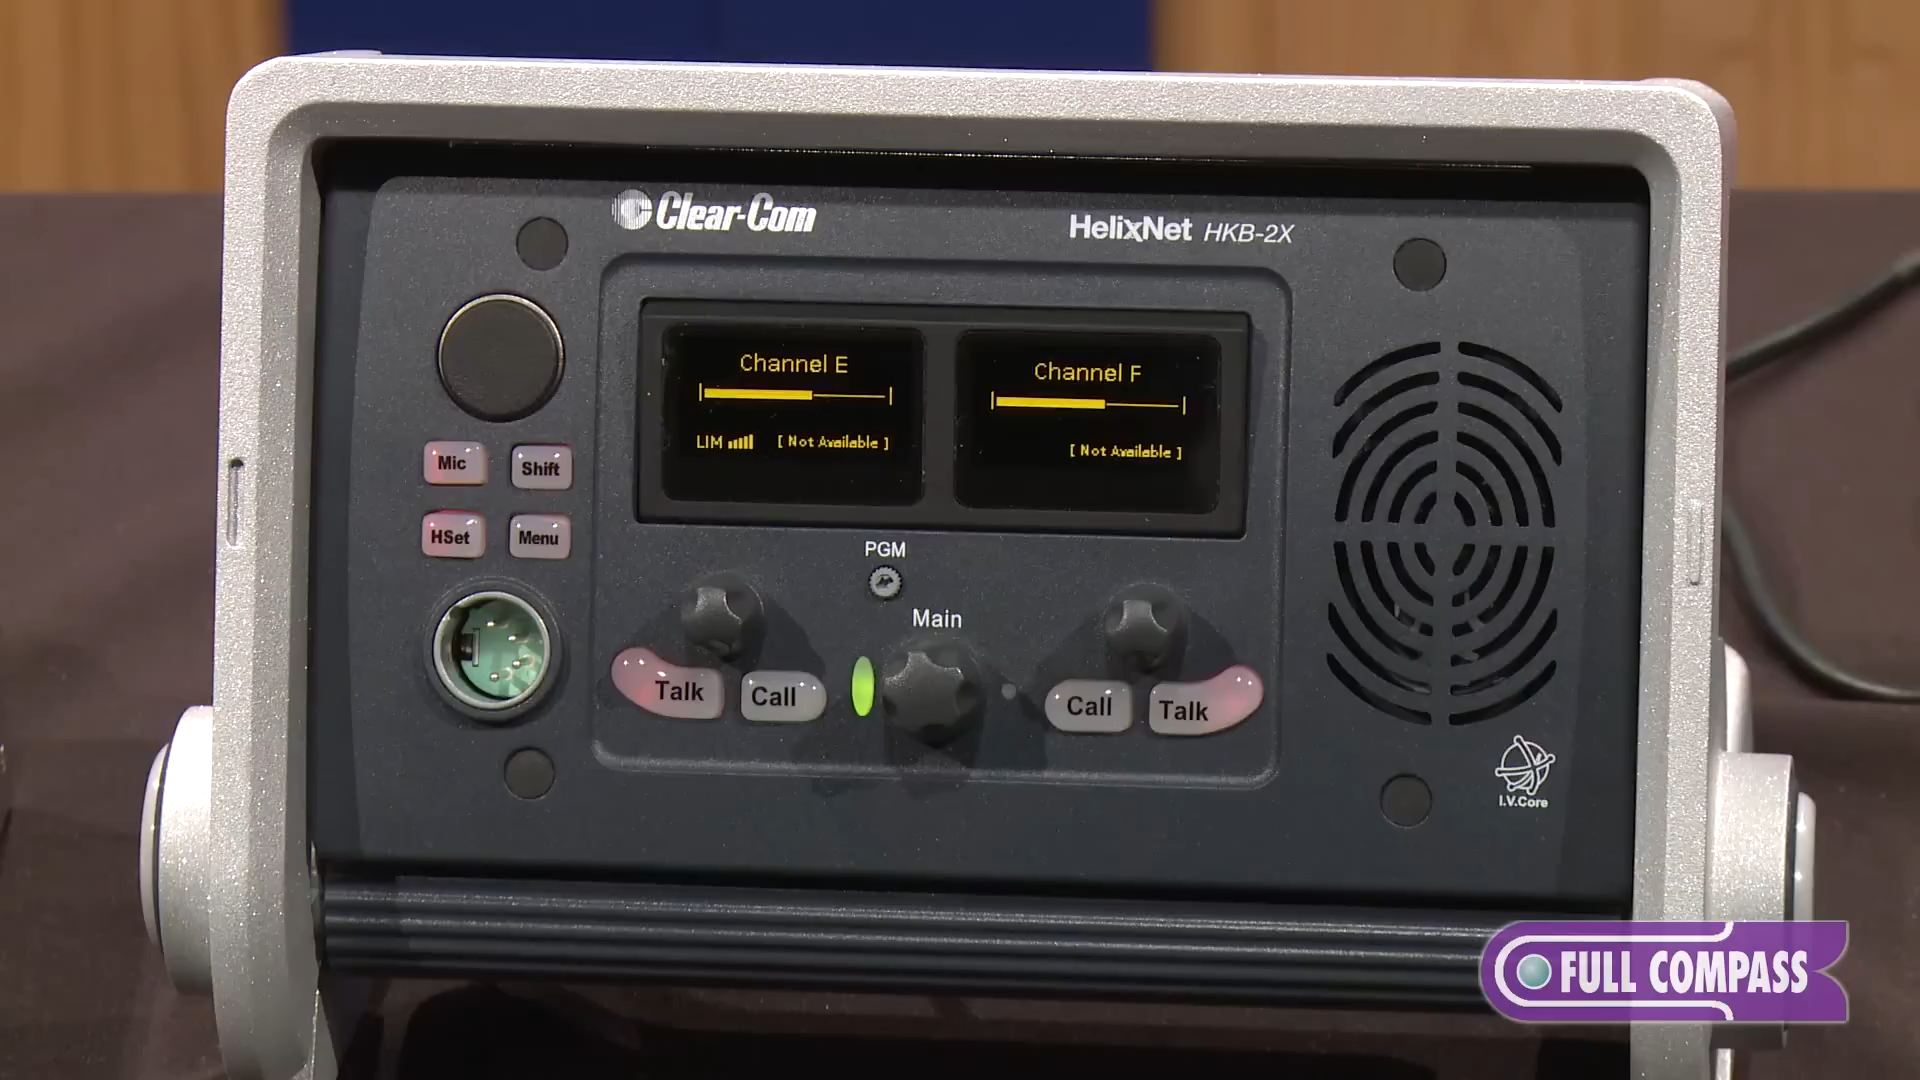 Clear-Com
HelixNet HKB-2X
Channel E
LIM [ Not Available ]
Channel F
[ Not Available ]
Mic
Shift
HSet
Menu
PGM
Main
Talk
Call
Call
Talk
I.V.Core
FULL COMPASS